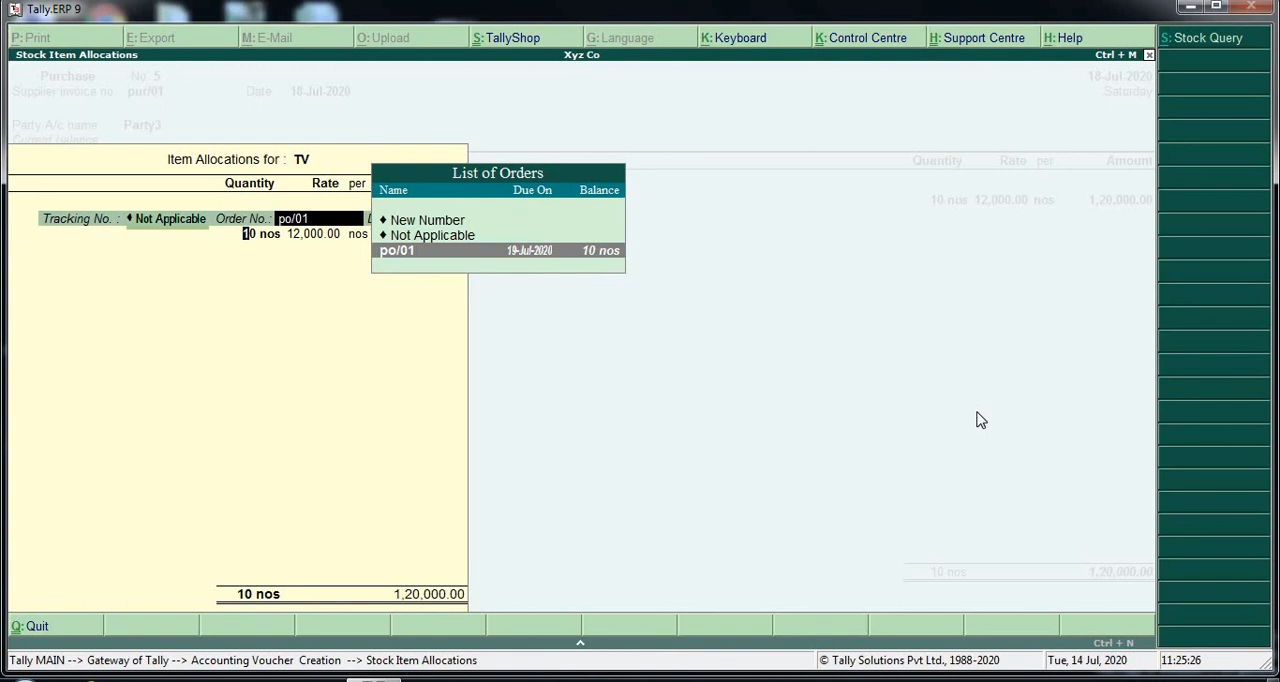 Tally.ERP 9
P: Print E: Export M: E-Mail O: Upload S: TallyShop G: Language K: Keyboard K: Control Centre H: Support Centre H: Help S: Stock Query
Stock Item Allocations Xyz Co Ctrl + M
Purchase No. 5 18-Jul-2020
Supplier invoice no. pur/01 Date 18-Jul-2020 Saturday
Party A/c name Party3
Current balance
Item Allocations for : TV
Quantity Rate per
Quantity Rate per Amount
Tracking No. : ♦ Not Applicable Order No.: po/01 D
10 nos 12,000.00 nos
10 nos 12,000.00 nos 1,20,000.00
List of Orders
Name Due On Balance
♦ New Number
♦ Not Applicable
po/01 19-Jul-2020 10 nos
10 nos 1,20,000.00
10 nos 1,20,000.00
Q: Quit
Ctrl + N
Tally MAIN --> Gateway of Tally --> Accounting Voucher Creation --> Stock Item Allocations © Tally Solutions Pvt Ltd., 1988-2020 Tue, 14 Jul, 2020 11:25:26